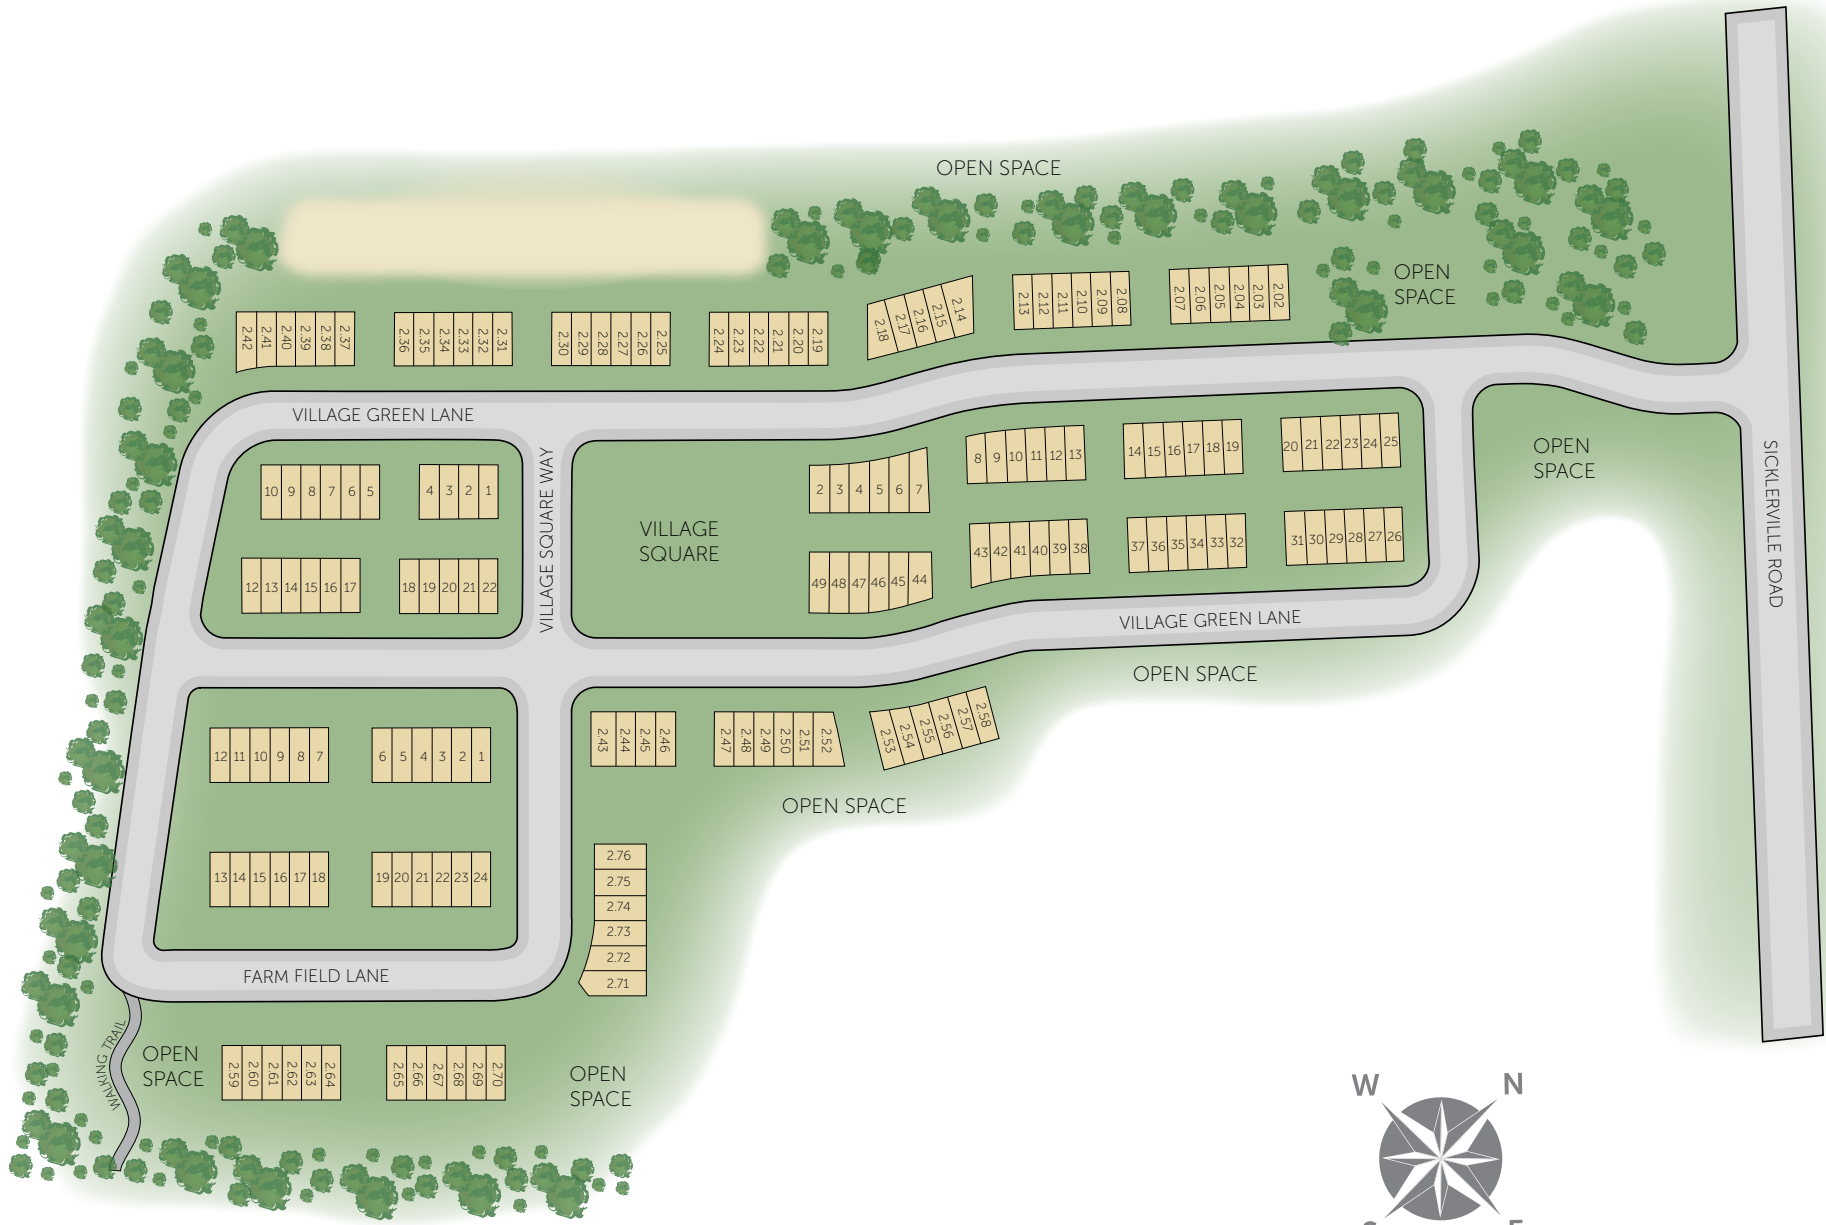 OPEN SPACE
OPEN
SPACE
2.18 2.17 2.16 2.15 2.14
2.13 2.12 2.11 2.10 2.09 2.08
2.07 2.06 2.05 2.04 2.03 2.02
2.42 2.41 2.40 2.39 2.38 2.37
2.36 2.35 2.34 2.33 2.32 2.31
2.30 2.29 2.28 2.27 2.26 2.25
2.24 2.23 2.22 2.21 2.20 2.19
VILLAGE GREEN LANE
8 9 10 11 12 13
14 15 16 17 18 19
20 21 22 23 24 25
OPEN
SPACE
10 9 8 7 6 5
4 3 2 1
2 3 4 5 6 7
VILLAGE SQUARE WAY
VILLAGE
SQUARE
SICKLERVILLE ROAD
43 42 41 40 39 38
37 36 35 34 33 32
31 30 29 28 27 26
12 13 14 15 16 17
18 19 20 21 22
49 48 47 46 45 44
VILLAGE GREEN LANE
OPEN SPACE
12 11 10 9 8 7
6 5 4 3 2 1
2.43 2.44 2.45 2.46
2.47 2.48 2.49 2.50 2.51 2.52
2.53 2.54 2.55 2.56 2.57 2.58
OPEN SPACE
13 14 15 16 17 18
19 20 21 22 23 24
2.76
2.75
2.74
2.73
2.72
2.71
FARM FIELD LANE
WALKING TRAIL
OPEN
SPACE
2.59 2.60 2.61 2.62 2.63 2.64
2.65 2.66 2.67 2.68 2.69 2.70
OPEN
SPACE
W N